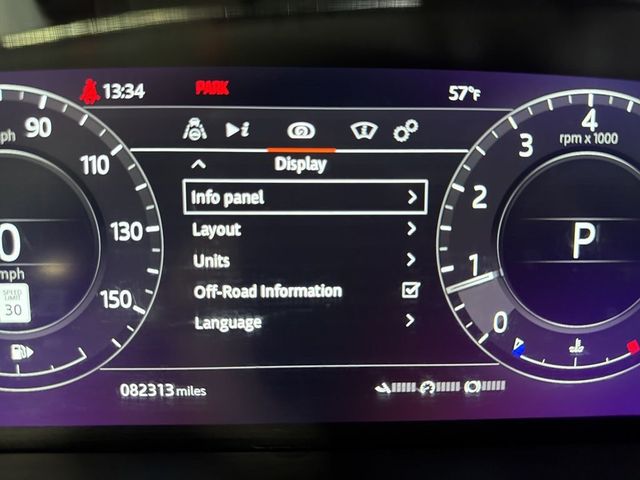 13:34 PARK 57°F
Display
Info panel
Layout
Units
Off-Road Information
Language
082313 miles
mph 90
110
130
150
0
mph
SPEED LIMIT
30
4
rpm x 1000
3
2
1
0
P